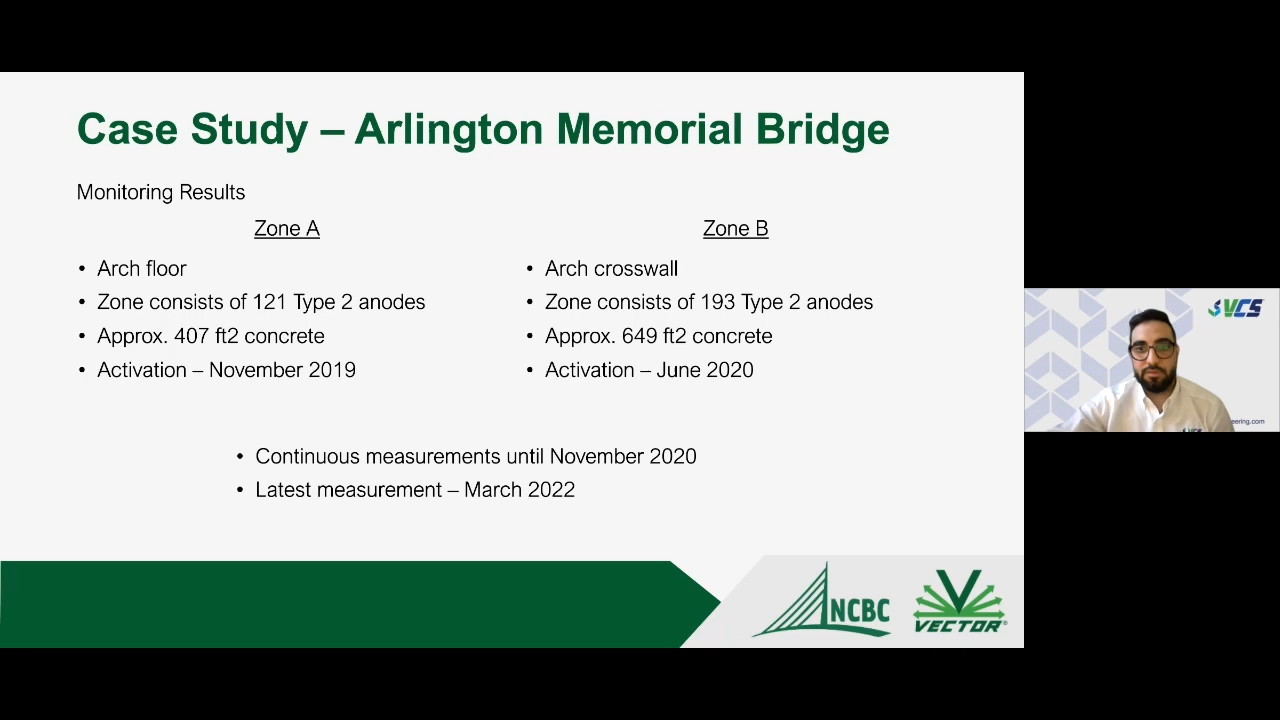 Case Study – Arlington Memorial Bridge
Monitoring Results
Zone A
• Arch floor
• Zone consists of 121 Type 2 anodes
• Approx. 407 ft2 concrete
• Activation – November 2019
Zone B
• Arch crosswall
• Zone consists of 193 Type 2 anodes
• Approx. 649 ft2 concrete
• Activation – June 2020
• Continuous measurements until November 2020
• Latest measurement – March 2022
NCBC
VECTOR®
VCS
eering.com